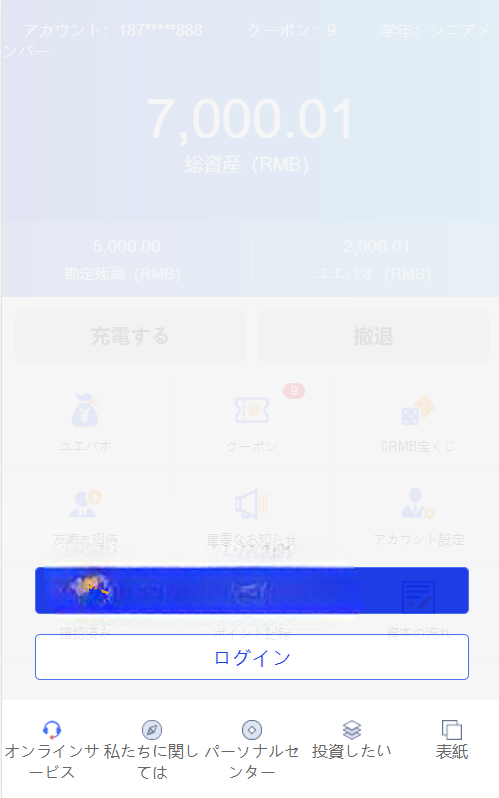 アカウント：187*****888 クーポン：9 学年：シニアメ
ンバー
7,000.01
総資産（RMB）
5,000.00 2,000.01
勘定残高（RMB） ユエバオ（RMB）
充電する 撤退
9
ユエバオ クーポン 0RMB宝くじ
友達を招待 重要なお知らせ アカウント設定
確認済み ポイント記録 資本の流れ
ログイン
オンラインサ 私たちに関し パーソナルセ 投資したい 表紙
ービス ては ンター